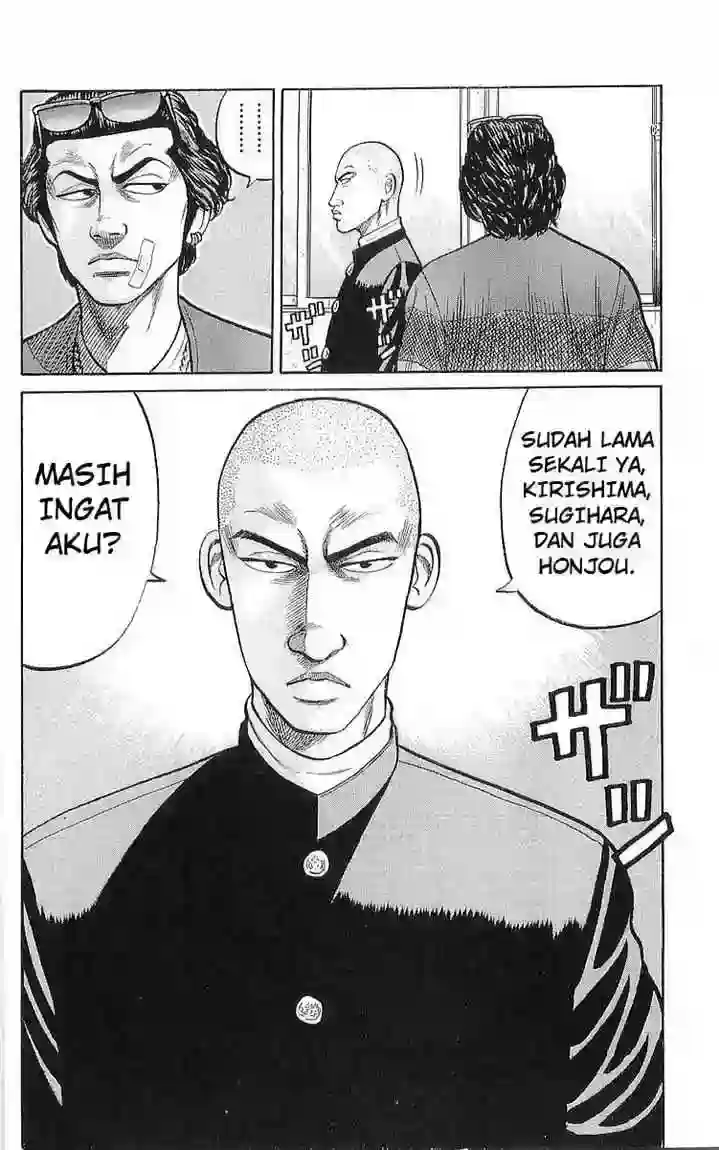 ザッ
SUDAH LAMA
SEKALI YA,
KIRISHIMA,
SUGIHARA,
DAN JUGA
HONJOU.
MASIH
INGAT
AKU?